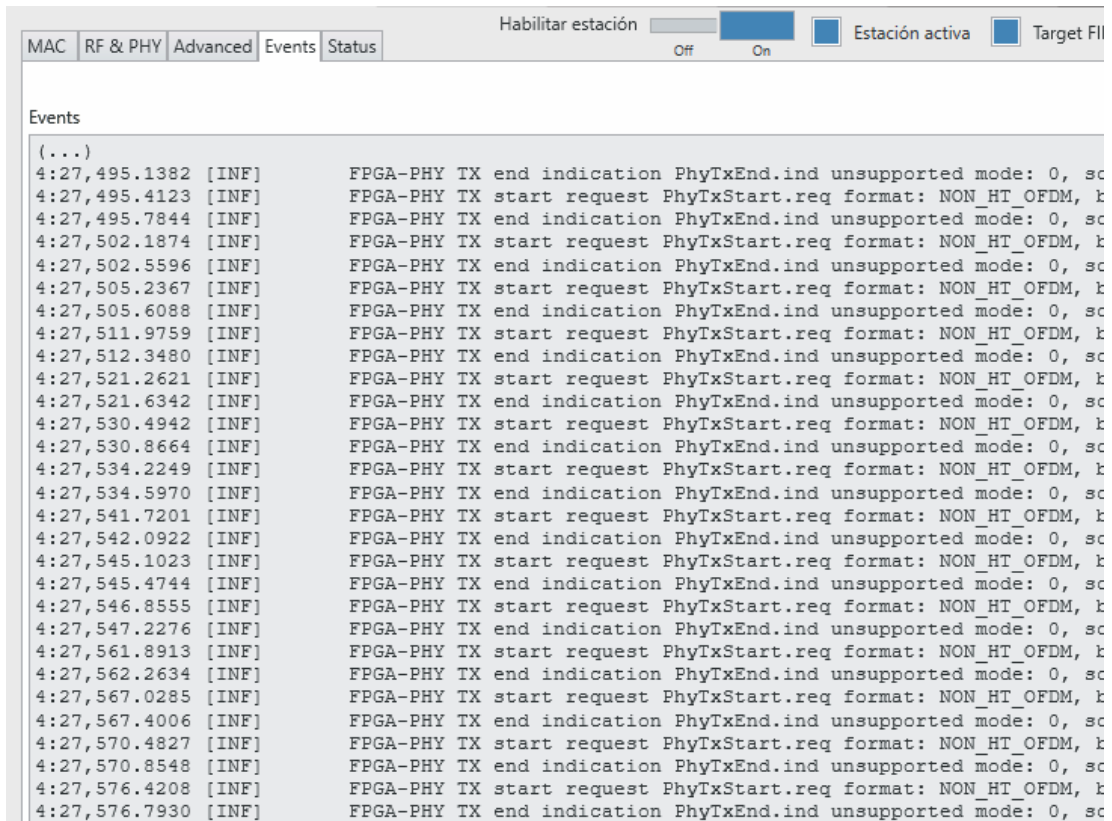 Habilitar estación
Off On
Estación activa
Target
MAC RF & PHY Advanced Events Status
Events
(...)
4:27,495.1382 [INF] FPGA-PHY TX end indication PhyTxEnd.ind unsupported mode: 0,
4:27,495.4123 [INF] FPGA-PHY TX start request PhyTxStart.req format: NON_HT_OFDM,
4:27,495.7844 [INF] FPGA-PHY TX end indication PhyTxEnd.ind unsupported mode: 0,
4:27,502.1874 [INF] FPGA-PHY TX start request PhyTxStart.req format: NON_HT_OFDM,
4:27,502.5596 [INF] FPGA-PHY TX end indication PhyTxEnd.ind unsupported mode: 0,
4:27,505.2367 [INF] FPGA-PHY TX start request PhyTxStart.req format: NON_HT_OFDM,
4:27,505.6088 [INF] FPGA-PHY TX end indication PhyTxEnd.ind unsupported mode: 0,
4:27,511.9759 [INF] FPGA-PHY TX start request PhyTxStart.req format: NON_HT_OFDM,
4:27,512.3480 [INF] FPGA-PHY TX end indication PhyTxEnd.ind unsupported mode: 0,
4:27,521.2621 [INF] FPGA-PHY TX start request PhyTxStart.req format: NON_HT_OFDM,
4:27,521.6342 [INF] FPGA-PHY TX end indication PhyTxEnd.ind unsupported mode: 0,
4:27,530.4942 [INF] FPGA-PHY TX start request PhyTxStart.req format: NON_HT_OFDM,
4:27,530.8664 [INF] FPGA-PHY TX end indication PhyTxEnd.ind unsupported mode: 0,
4:27,534.2249 [INF] FPGA-PHY TX start request PhyTxStart.req format: NON_HT_OFDM,
4:27,534.5970 [INF] FPGA-PHY TX end indication PhyTxEnd.ind unsupported mode: 0,
4:27,541.7201 [INF] FPGA-PHY TX start request PhyTxStart.req format: NON_HT_OFDM,
4:27,542.0922 [INF] FPGA-PHY TX end indication PhyTxEnd.ind unsupported mode: 0,
4:27,545.1023 [INF] FPGA-PHY TX start request PhyTxStart.req format: NON_HT_OFDM,
4:27,545.4744 [INF] FPGA-PHY TX end indication PhyTxEnd.ind unsupported mode: 0,
4:27,546.8555 [INF] FPGA-PHY TX start request PhyTxStart.req format: NON_HT_OFDM,
4:27,547.2276 [INF] FPGA-PHY TX end indication PhyTxEnd.ind unsupported mode: 0,
4:27,561.8913 [INF] FPGA-PHY TX start request PhyTxStart.req format: NON_HT_OFDM,
4:27,562.2634 [INF] FPGA-PHY TX end indication PhyTxEnd.ind unsupported mode: 0,
4:27,567.0285 [INF] FPGA-PHY TX start request PhyTxStart.req format: NON_HT_OFDM,
4:27,567.4006 [INF] FPGA-PHY TX end indication PhyTxEnd.ind unsupported mode: 0,
4:27,570.4827 [INF] FPGA-PHY TX start request PhyTxStart.req format: NON_HT_OFDM,
4:27,570.8548 [INF] FPGA-PHY TX end indication PhyTxEnd.ind unsupported mode: 0,
4:27,576.4208 [INF] FPGA-PHY TX start request PhyTxStart.req format: NON_HT_OFDM,
4:27,576.7930 [INF] FPGA-PHY TX end indication PhyTxEnd.ind unsupported mode: 0,